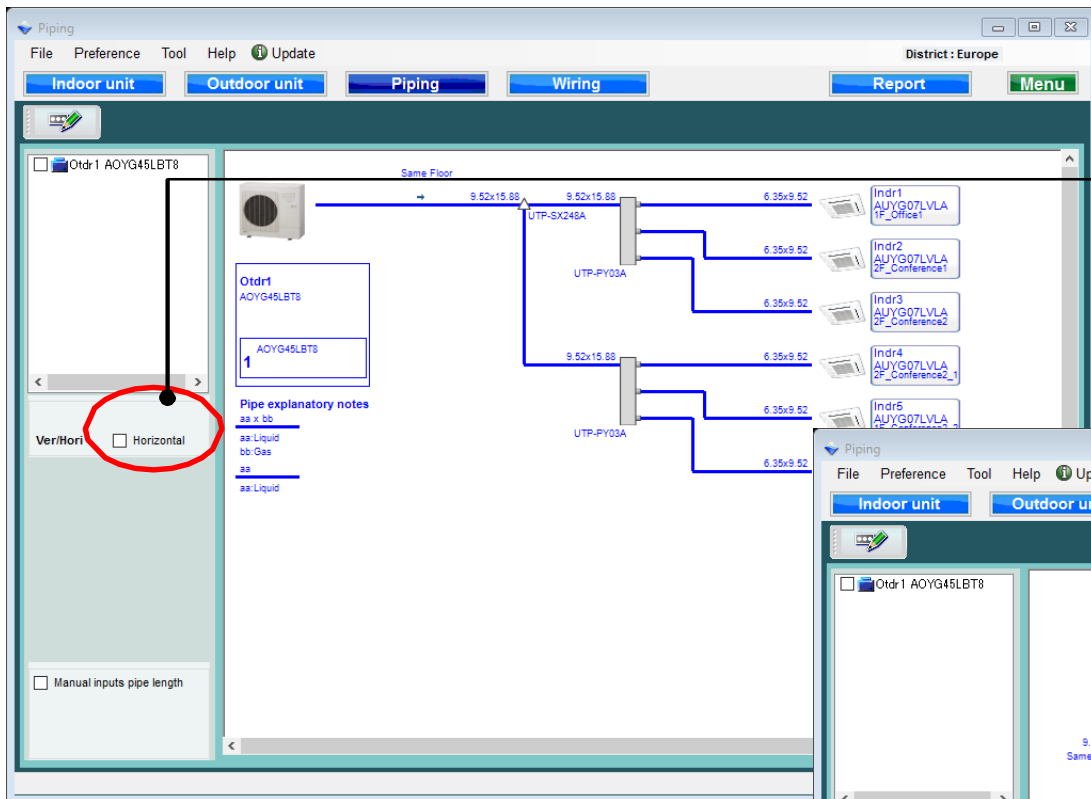 Piping
File Preference Tool Help Update
District : Europe
Indoor unit Outdoor unit Piping Wiring Report Menu
Otdr1 AOYG45LBT8
Ver/Hori Horizontal
Manual inputs pipe length
Same Floor
9.52x15.88
9.52x15.88
6.35x9.52
UTP-SX248A
UTP-PY03A
6.35x9.52
6.35x9.52
9.52x15.88
6.35x9.52
6.35x9.52
6.35x9.52
UTP-PY03A
Indr1
AUYG07LVLA
1F_Office1
Indr2
AUYG07LVLA
2F_Conference1
Indr3
AUYG07LVLA
2F_Conference2
Indr4
AUYG07LVLA
2F_Conference2_1
Indr5
AUYG07LVLA
Otdr1
AOYG45LBT8
AOYG45LBT8
1
Pipe explanatory notes
aa x bb
aa:Liquid
bb:Gas
aa
aa:Liquid
Piping
File Preference Tool Help Up
Indoor unit Outdoor un
Otdr1 AOYG45LBT8
9.
Same